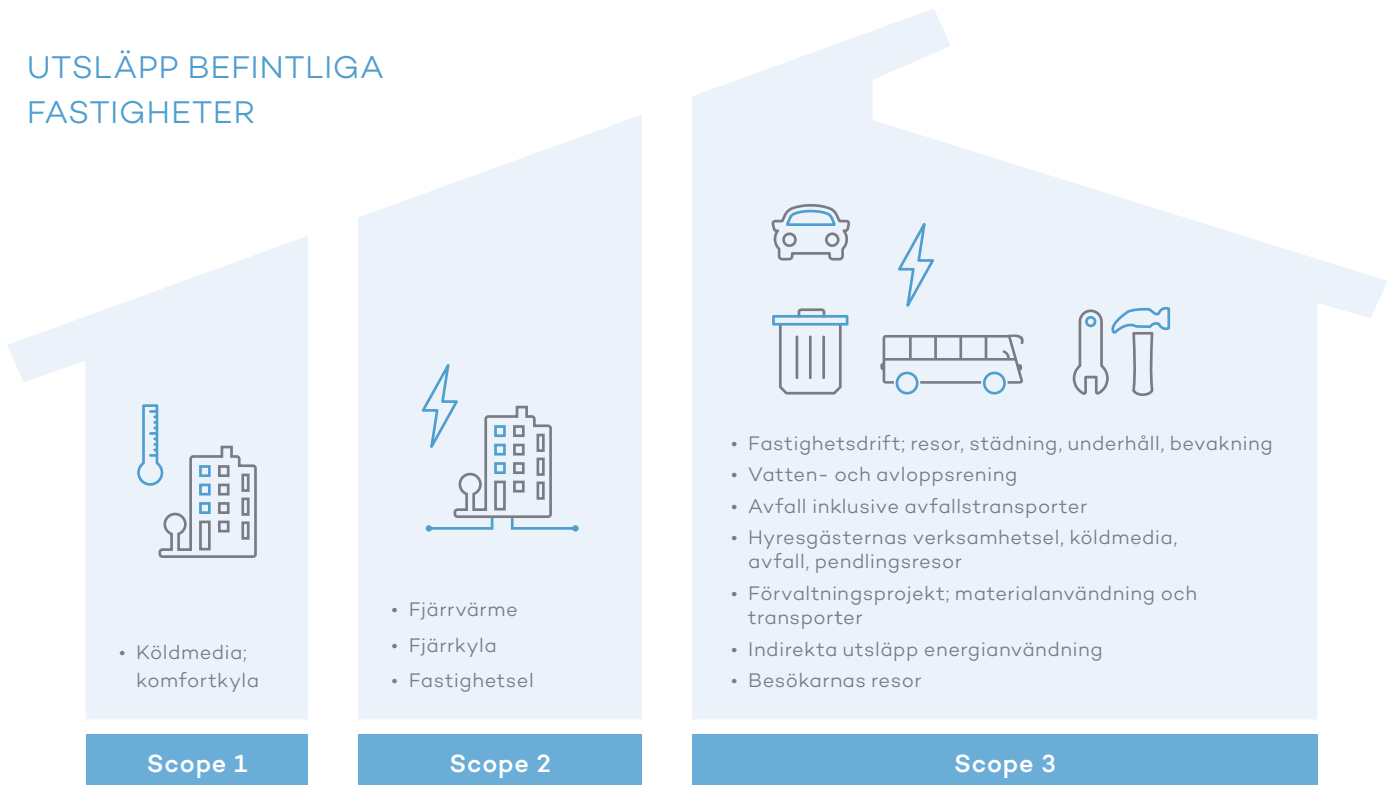 UTSLÄPP BEFINTLIGA
FASTIGHETER
• Köldmedia;
komfortkyla
Scope 1
• Fjärrvärme
• Fjärrkyla
• Fastighetsel
Scope 2
• Fastighetsdrift; resor, städning, underhåll, bevakning
• Vatten- och avloppsrening
• Avfall inklusive avfallstransporter
• Hyresgästernas verksamhetsel, köldmedia,
avfall, pendlingsresor
• Förvaltningsprojekt; materialanvändning och
transporter
• Indirekta utsläpp energianvändning
• Besökarnas resor
Scope 3